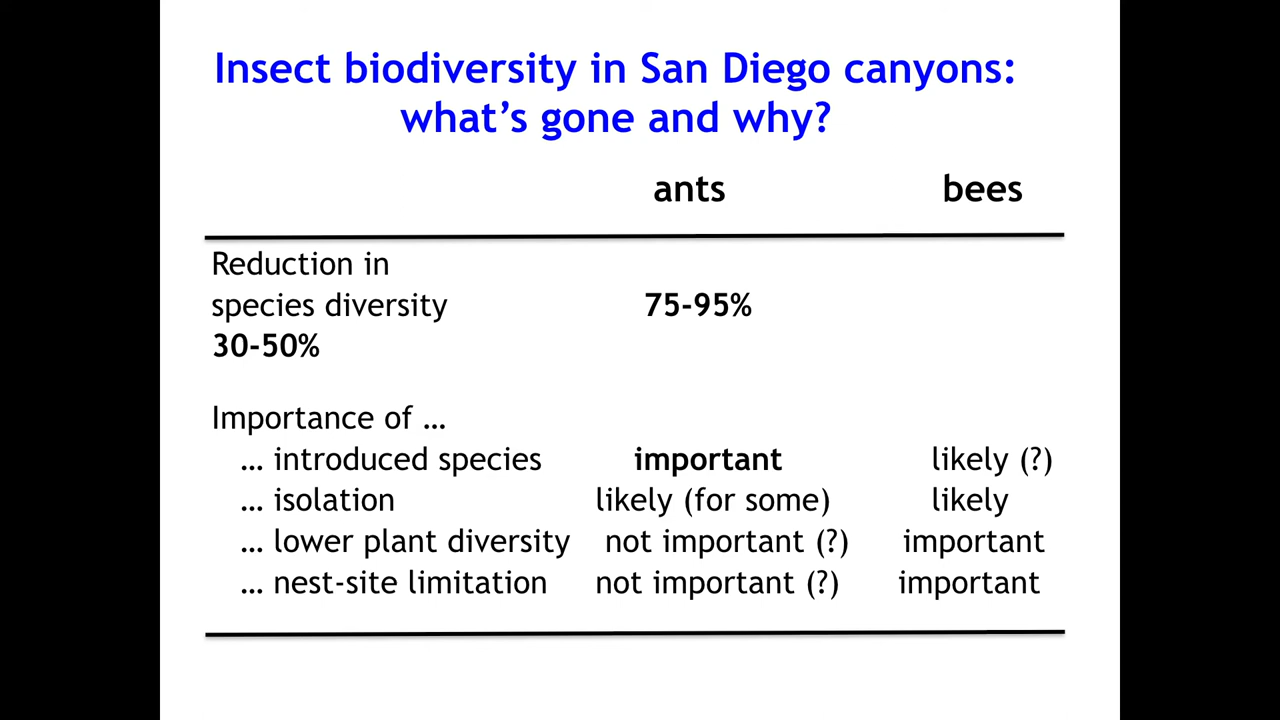 Insect biodiversity in San Diego canyons:
what's gone and why?
ants bees
Reduction in
species diversity 75-95%
30-50%
Importance of …
… introduced species important likely (?)
… isolation likely (for some) likely
… lower plant diversity not important (?) important
… nest-site limitation not important (?) important